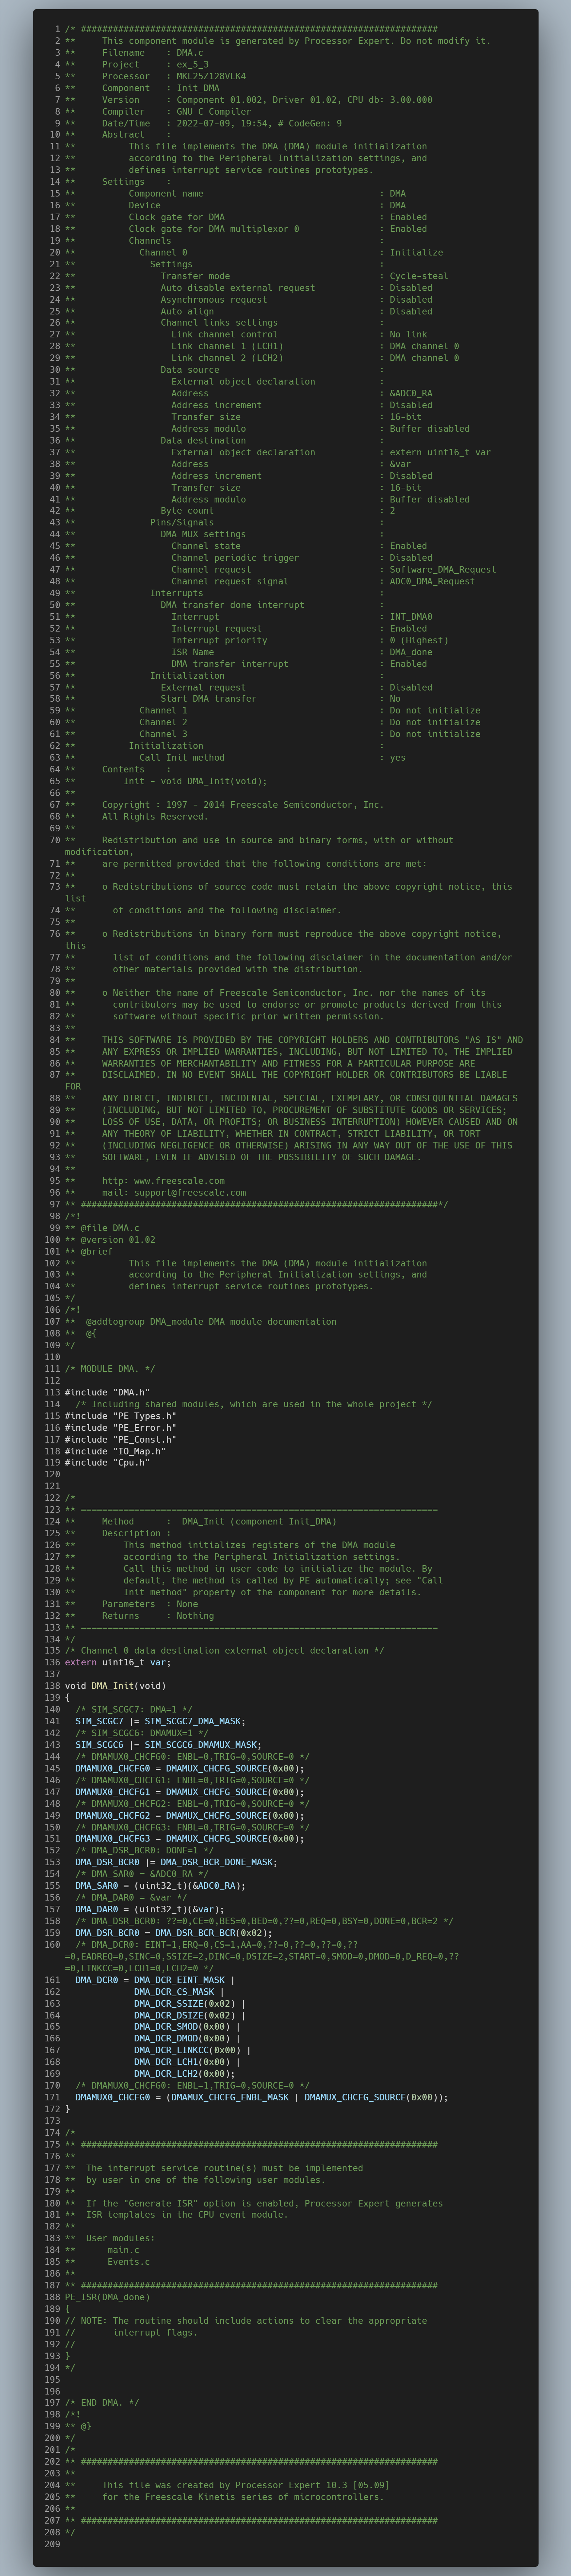 1 /* ###################################################################
2 **     This component module is generated by Processor Expert. Do not modify it.
3 **     Filename    : DMA.c
4 **     Project     : ex_5_3
5 **     Processor   : MKL25Z128VLK4
6 **     Component   : Init_DMA
7 **     Version     : Component 01.002, Driver 01.02, CPU db: 3.00.000
8 **     Compiler    : GNU C Compiler
9 **     Date/Time   : 2022-07-09, 19:54, # CodeGen: 9
10 **     Abstract    :
11 **          This file implements the DMA (DMA) module initialization
12 **          according to the Peripheral Initialization settings, and
13 **          defines interrupt service routines prototypes.
14 **     Settings    :
15 **          Component name                                 : DMA
16 **          Device                                         : DMA
17 **          Clock gate for DMA                             : Enabled
18 **          Clock gate for DMA multiplexor 0               : Enabled
19 **          Channels                                       :
20 **            Channel 0                                    : Initialize
21 **              Settings                                   :
22 **                Transfer mode                            : Cycle-steal
23 **                Auto disable external request            : Disabled
24 **                Asynchronous request                     : Disabled
25 **                Auto align                               : Disabled
26 **                Channel links settings                   :
27 **                  Link channel control                   : No link
28 **                  Link channel 1 (LCH1)                  : DMA channel 0
29 **                  Link channel 2 (LCH2)                  : DMA channel 0
30 **                Data source                              :
31 **                  External object declaration            :
32 **                  Address                                : &ADC0_RA
33 **                  Address increment                      : Disabled
34 **                  Transfer size                          : 16-bit
35 **                  Address modulo                         : Buffer disabled
36 **                Data destination                         :
37 **                  External object declaration            : extern uint16_t var
38 **                  Address                                : &var
39 **                  Address increment                      : Disabled
40 **                  Transfer size                          : 16-bit
41 **                  Address modulo                         : Buffer disabled
42 **                Byte count                               : 2
43 **              Pins/Signals                               :
44 **                DMA MUX settings                         :
45 **                  Channel state                          : Enabled
46 **                  Channel periodic trigger               : Disabled
47 **                  Channel request                        : Software_DMA_Request
48 **                  Channel request signal                 : ADC0_DMA_Request
49 **              Interrupts                                 :
50 **                DMA transfer done interrupt              :
51 **                  Interrupt                              : INT_DMA0
52 **                  Interrupt request                      : Enabled
53 **                  Interrupt priority                     : 0 (Highest)
54 **                  ISR Name                               : DMA_done
55 **                  DMA transfer interrupt                 : Enabled
56 **              Initialization                             :
57 **                External request                         : Disabled
58 **                Start DMA transfer                       : No
59 **            Channel 1                                    : Do not initialize
60 **            Channel 2                                    : Do not initialize
61 **            Channel 3                                    : Do not initialize
62 **          Initialization                                 :
63 **            Call Init method                             : yes
64 **     Contents    :
65 **         Init - void DMA_Init(void);
66 **
67 **     Copyright : 1997 - 2014 Freescale Semiconductor, Inc.
68 **     All Rights Reserved.
69 **
70 **     Redistribution and use in source and binary forms, with or without
modification,
71 **     are permitted provided that the following conditions are met:
72 **
73 **     o Redistributions of source code must retain the above copyright notice, this
list
74 **       of conditions and the following disclaimer.
75 **
76 **     o Redistributions in binary form must reproduce the above copyright notice,
this
77 **       list of conditions and the following disclaimer in the documentation and/or
78 **       other materials provided with the distribution.
79 **
80 **     o Neither the name of Freescale Semiconductor, Inc. nor the names of its
81 **       contributors may be used to endorse or promote products derived from this
82 **       software without specific prior written permission.
83 **
84 **     THIS SOFTWARE IS PROVIDED BY THE COPYRIGHT HOLDERS AND CONTRIBUTORS "AS IS" AND
85 **     ANY EXPRESS OR IMPLIED WARRANTIES, INCLUDING, BUT NOT LIMITED TO, THE IMPLIED
86 **     WARRANTIES OF MERCHANTABILITY AND FITNESS FOR A PARTICULAR PURPOSE ARE
87 **     DISCLAIMED. IN NO EVENT SHALL THE COPYRIGHT HOLDER OR CONTRIBUTORS BE LIABLE
FOR
88 **     ANY DIRECT, INDIRECT, INCIDENTAL, SPECIAL, EXEMPLARY, OR CONSEQUENTIAL DAMAGES
89 **     (INCLUDING, BUT NOT LIMITED TO, PROCUREMENT OF SUBSTITUTE GOODS OR SERVICES;
90 **     LOSS OF USE, DATA, OR PROFITS; OR BUSINESS INTERRUPTION) HOWEVER CAUSED AND ON
91 **     ANY THEORY OF LIABILITY, WHETHER IN CONTRACT, STRICT LIABILITY, OR TORT
92 **     (INCLUDING NEGLIGENCE OR OTHERWISE) ARISING IN ANY WAY OUT OF THE USE OF THIS
93 **     SOFTWARE, EVEN IF ADVISED OF THE POSSIBILITY OF SUCH DAMAGE.
94 **
95 **     http: www.freescale.com
96 **     mail: support@freescale.com
97 ** ###################################################################*/
98 /*!
99 ** @file DMA.c
100 ** @version 01.02
101 ** @brief
102 **          This file implements the DMA (DMA) module initialization
103 **          according to the Peripheral Initialization settings, and
104 **          defines interrupt service routines prototypes.
105 */
106 /*!
107 **  @addtogroup DMA_module DMA module documentation
108 **  @{
109 */
110
111 /* MODULE DMA. */
112
113 #include "DMA.h"
114   /* Including shared modules, which are used in the whole project */
115 #include "PE_Types.h"
116 #include "PE_Error.h"
117 #include "PE_Const.h"
118 #include "IO_Map.h"
119 #include "Cpu.h"
120
121
122 /*
123 ** ===================================================================
124 **     Method      :  DMA_Init (component Init_DMA)
125 **     Description :
126 **         This method initializes registers of the DMA module
127 **         according to the Peripheral Initialization settings.
128 **         Call this method in user code to initialize the module. By
129 **         default, the method is called by PE automatically; see "Call
130 **         Init method" property of the component for more details.
131 **     Parameters  : None
132 **     Returns     : Nothing
133 ** ===================================================================
134 */
135 /* Channel 0 data destination external object declaration */
136 extern uint16_t var;
137
138 void DMA_Init(void)
139 {
140   /* SIM_SCGC7: DMA=1 */
141   SIM_SCGC7 |= SIM_SCGC7_DMA_MASK;
142   /* SIM_SCGC6: DMAMUX=1 */
143   SIM_SCGC6 |= SIM_SCGC6_DMAMUX_MASK;
144   /* DMAMUX0_CHCFG0: ENBL=0,TRIG=0,SOURCE=0 */
145   DMAMUX0_CHCFG0 = DMAMUX_CHCFG_SOURCE(0x00);
146   /* DMAMUX0_CHCFG1: ENBL=0,TRIG=0,SOURCE=0 */
147   DMAMUX0_CHCFG1 = DMAMUX_CHCFG_SOURCE(0x00);
148   /* DMAMUX0_CHCFG2: ENBL=0,TRIG=0,SOURCE=0 */
149   DMAMUX0_CHCFG2 = DMAMUX_CHCFG_SOURCE(0x00);
150   /* DMAMUX0_CHCFG3: ENBL=0,TRIG=0,SOURCE=0 */
151   DMAMUX0_CHCFG3 = DMAMUX_CHCFG_SOURCE(0x00);
152   /* DMA_DSR_BCR0: DONE=1 */
153   DMA_DSR_BCR0 |= DMA_DSR_BCR_DONE_MASK;
154   /* DMA_SAR0 = &ADC0_RA */
155   DMA_SAR0 = (uint32_t)(&ADC0_RA);
156   /* DMA_DAR0 = &var */
157   DMA_DAR0 = (uint32_t)(&var);
158   /* DMA_DSR_BCR0: ??=0,CE=0,BES=0,BED=0,??=0,REQ=0,BSY=0,DONE=0,BCR=2 */
159   DMA_DSR_BCR0 = DMA_DSR_BCR_BCR(0x02);
160   /* DMA_DCR0: EINT=1,ERQ=0,CS=1,AA=0,??=0,??=0,??=0,??
=0,EADREQ=0,SINC=0,SSIZE=2,DINC=0,DSIZE=2,START=0,SMOD=0,DMOD=0,D_REQ=0,??
=0,LINKCC=0,LCH1=0,LCH2=0 */
161   DMA_DCR0 = DMA_DCR_EINT_MASK |
162              DMA_DCR_CS_MASK |
163              DMA_DCR_SSIZE(0x02) |
164              DMA_DCR_DSIZE(0x02) |
165              DMA_DCR_SMOD(0x00) |
166              DMA_DCR_DMOD(0x00) |
167              DMA_DCR_LINKCC(0x00) |
168              DMA_DCR_LCH1(0x00) |
169              DMA_DCR_LCH2(0x00);
170   /* DMAMUX0_CHCFG0: ENBL=1,TRIG=0,SOURCE=0 */
171   DMAMUX0_CHCFG0 = (DMAMUX_CHCFG_ENBL_MASK | DMAMUX_CHCFG_SOURCE(0x00));
172 }
173
174 /*
175 ** ###################################################################
176 **
177 **  The interrupt service routine(s) must be implemented
178 **  by user in one of the following user modules.
179 **
180 **  If the "Generate ISR" option is enabled, Processor Expert generates
181 **  ISR templates in the CPU event module.
182 **
183 **  User modules:
184 **      main.c
185 **      Events.c
186 **
187 ** ###################################################################
188 PE_ISR(DMA_done)
189 {
190 // NOTE: The routine should include actions to clear the appropriate
191 //       interrupt flags.
192 //
193 }
194 */
195
196
197 /* END DMA. */
198 /*!
199 ** @}
200 */
201 /*
202 ** ###################################################################
203 **
204 **     This file was created by Processor Expert 10.3 [05.09]
205 **     for the Freescale Kinetis series of microcontrollers.
206 **
207 ** ###################################################################
208 */
209